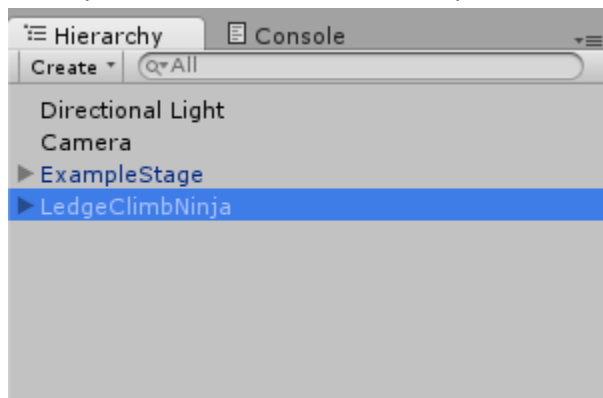 Hierarchy Console
Create All
Directional Light
Camera
ExampleStage
LedgeClimbNinja